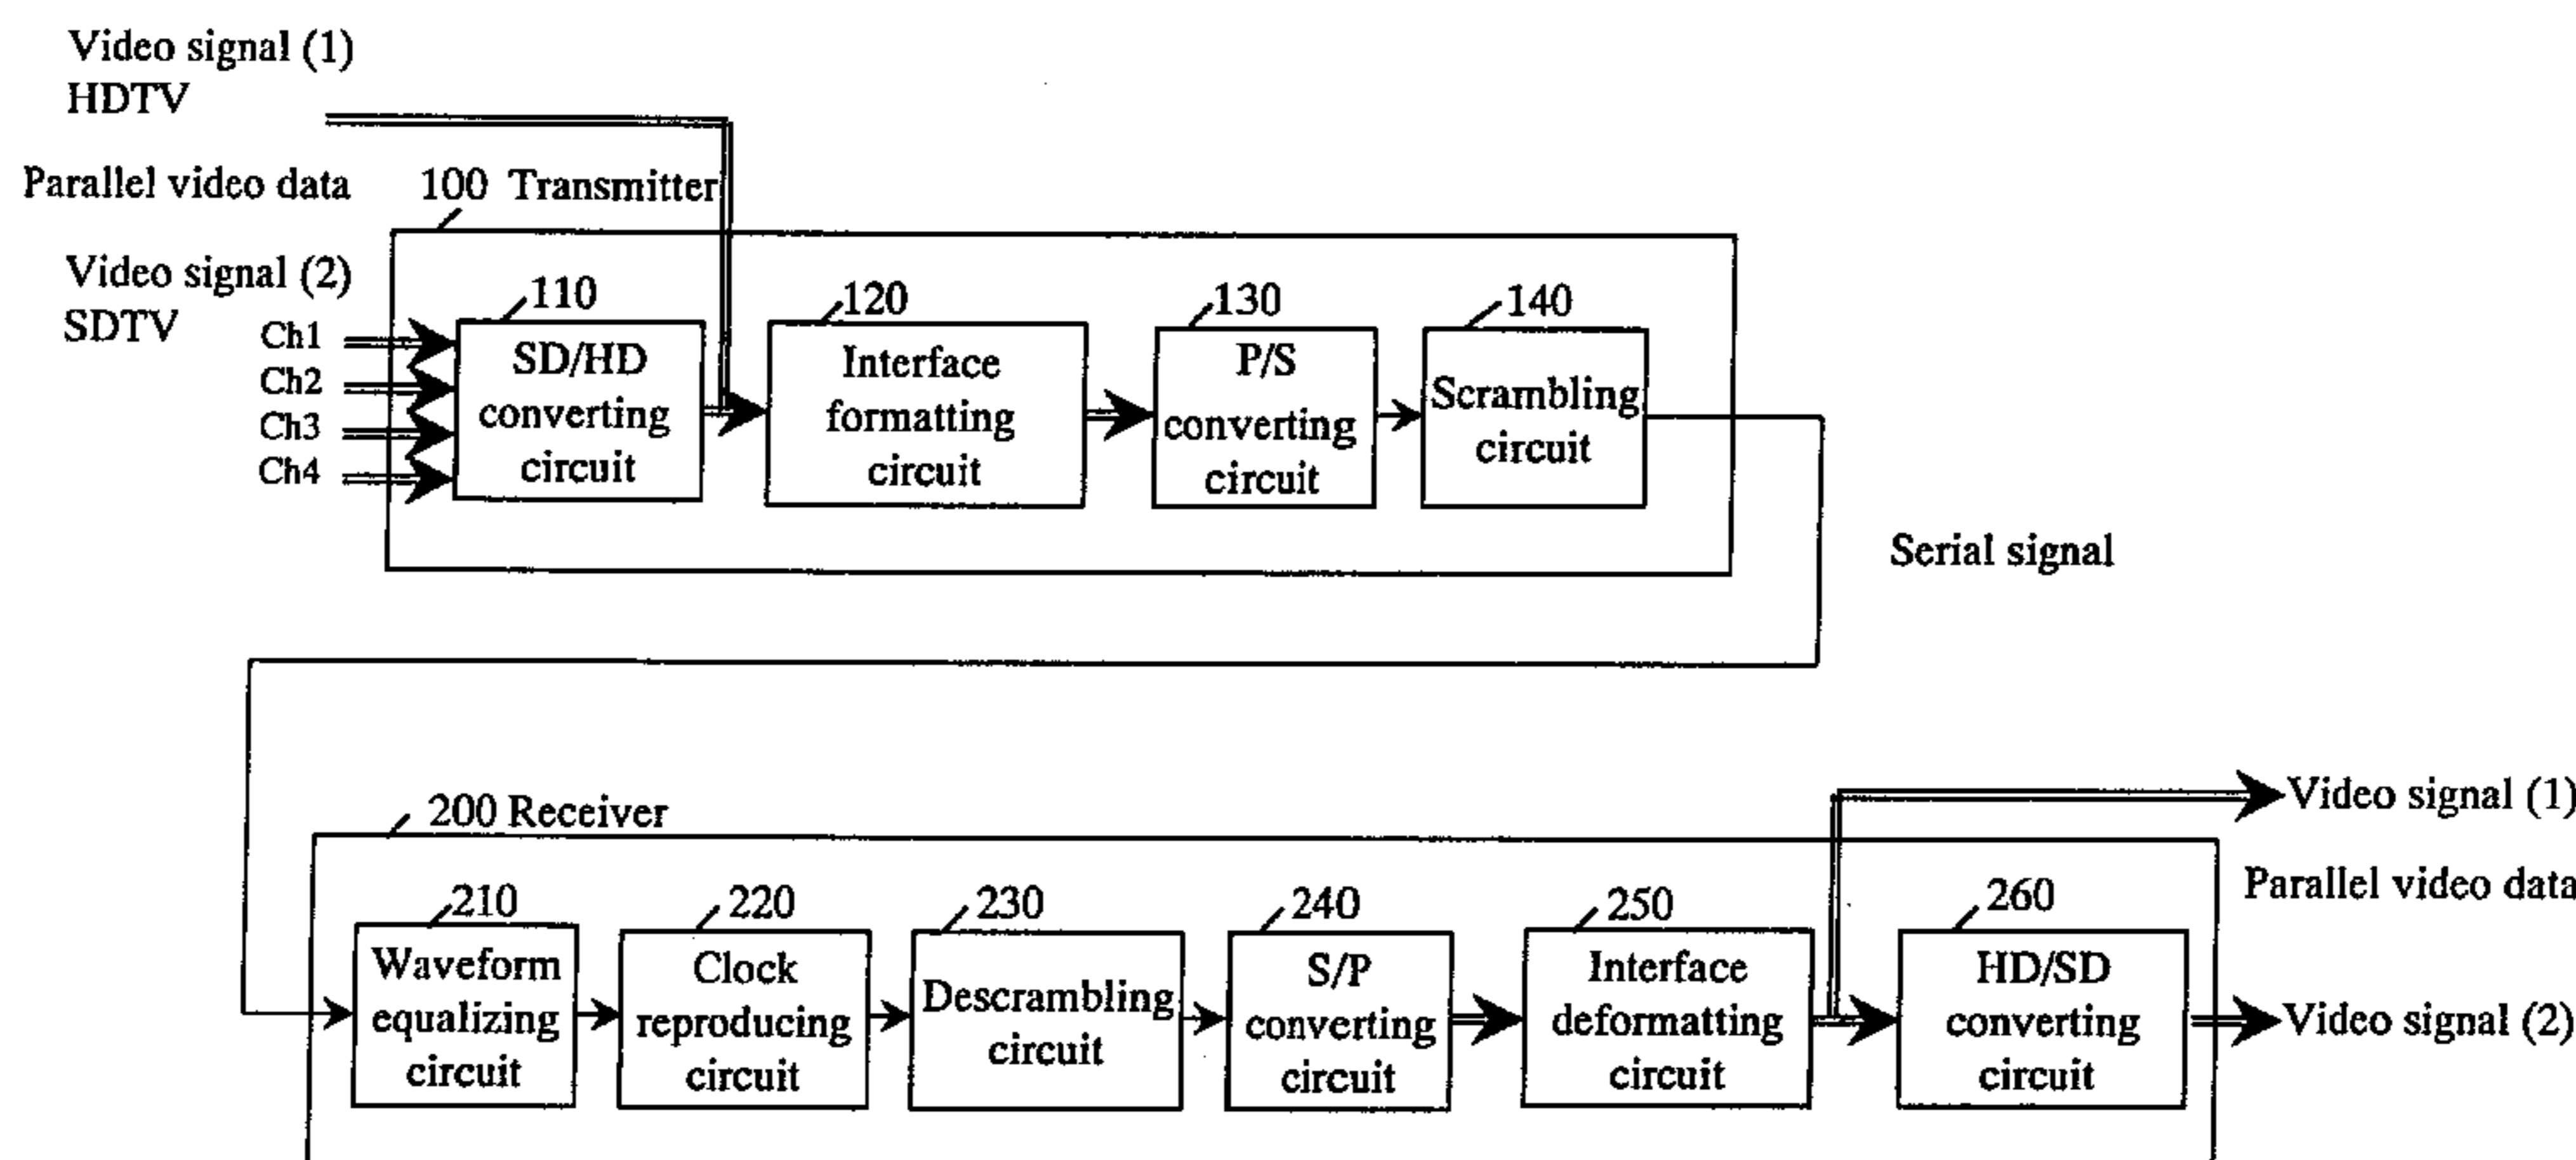 Video signal (1)
HDTV
Parallel video data
100 Transmitter
Video signal (2)
SDTV
Ch1
Ch2
Ch3
Ch4
110
SD/HD
converting
circuit
120
Interface
formatting
circuit
130
P/S
converting
circuit
140
Scrambling
circuit
Serial signal
200 Receiver
210
Waveform
equalizing
circuit
220
Clock
reproducing
circuit
230
Descrambling
circuit
240
S/P
converting
circuit
250
Interface
deformatting
circuit
260
HD/SD
converting
circuit
Video signal (1)
Parallel video data
Video signal (2)